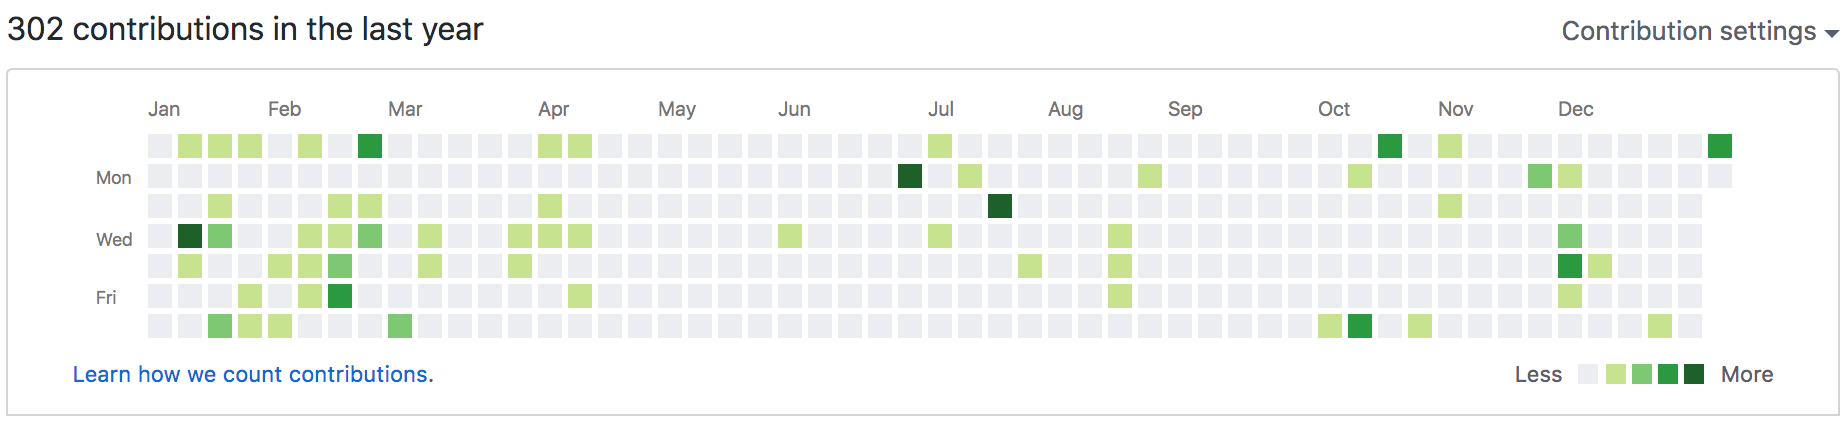 302 contributions in the last year
Contribution settings
Jan Feb Mar Apr May Jun Jul Aug Sep Oct Nov Dec
Mon
Wed
Fri
Learn how we count contributions.
Less More